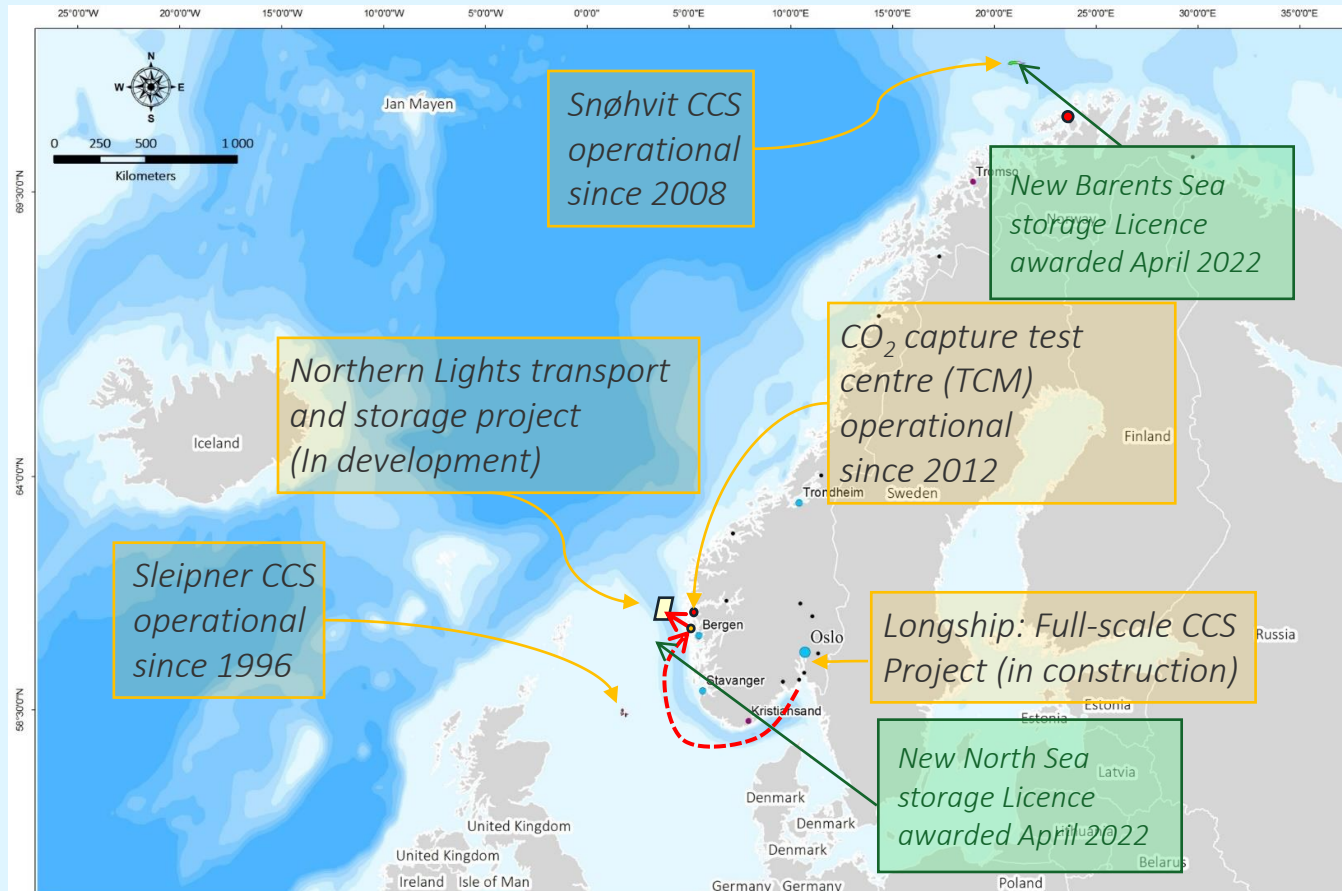 25°0'0"W
20°0'0"W
15°0'0"W
10°0'0"W
5°0'0"W
0°0'0"
5°0'0"E
10°0'0"E
15°0'0"E
20°0'0"E
25°0'0"E
30°0'0"E
35°0'0"E
N
W
E
S
0 250 500 1 000
Kilometers
69°30'0"N
64°0'0"N
58°30'0"N
Jan Mayen
Snøhvit CCS
operational
since 2008
Tromsø
Norway
New Barents Sea
storage Licence
awarded April 2022
Northern Lights transport
and storage project
(In development)
CO₂ capture test
centre (TCM)
operational
since 2012
Iceland
Finland
Sweden
Trondheim
Sleipner CCS
operational
since 1996
Bergen
Oslo
Stavanger
Kristiansand
Longship: Full-scale CCS
Project (in construction)
Russia
Estonia
Estonia
New North Sea
storage Licence
awarded April 2022
Latvia
Lithuania
Belarus
Denmark
Denmark
Denmark
United Kingdom
United Kingdom
Ireland
Isle of Man
Germany
Germany
Poland